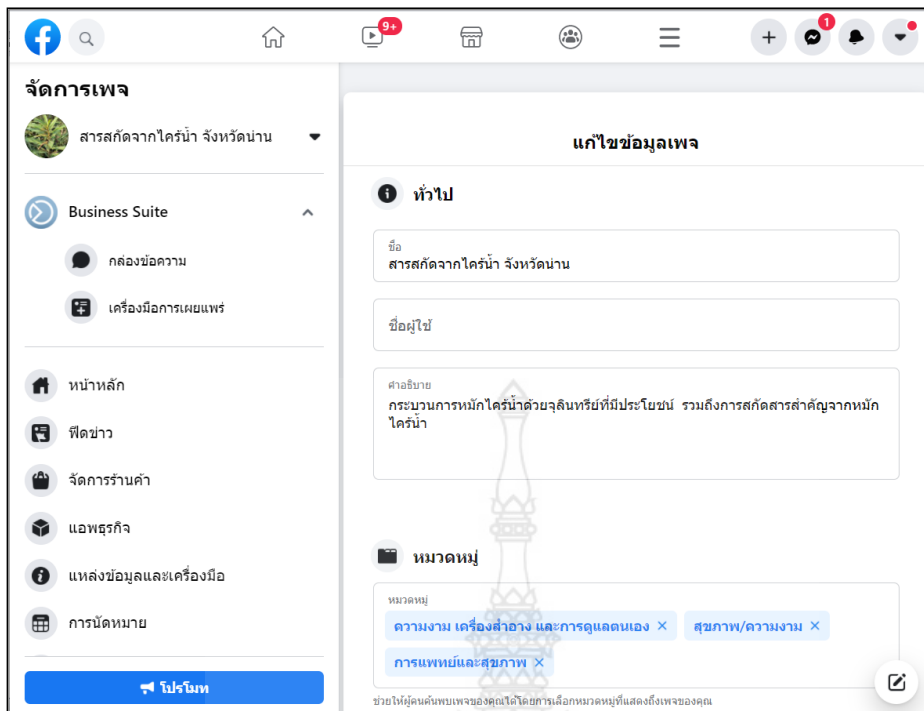 9+
1
จัดการเพจ
สารสกัดจากไคร้น้ำ จังหวัดน่าน
Business Suite
กล่องข้อความ
เครื่องมือการเผยแพร่
หน้าหลัก
ฟีดข่าว
จัดการร้านค้า
แอพธุรกิจ
แหล่งข้อมูลและเครื่องมือ
การนัดหมาย
โปรโมท
แก้ไขข้อมูลเพจ
ทั่วไป
ชื่อ
สารสกัดจากไคร้น้ำ จังหวัดน่าน
ชื่อผู้ใช้
คำอธิบาย
กระบวนการหมักไคร้น้ำด้วยจุลินทรีย์ที่มีประโยชน์ รวมถึงการสกัดสารสำคัญจากหมัก
ไคร้น้ำ
หมวดหมู่
หมวดหมู่
ความงาม เครื่องสำอาง และการดูแลตนเอง × สุขภาพ/ความงาม ×
การแพทย์และสุขภาพ ×
ช่วยให้ผู้คนค้นพบเพจของคุณได้โดยการเลือกหมวดหมู่ที่แสดงถึงเพจของคุณ